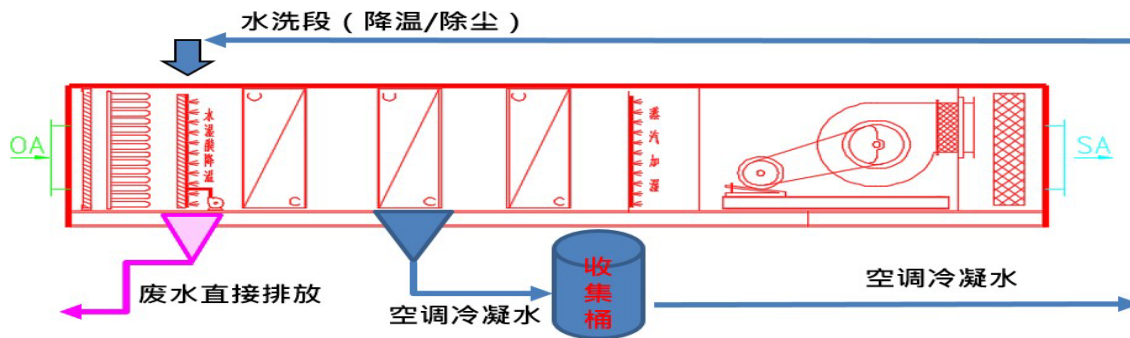 水洗段（降温/除尘）
OA
水湿膜降温
C
C
C
C
C
C
蒸汽加湿
SA
废水直接排放
空调冷凝水
收集桶
空调冷凝水